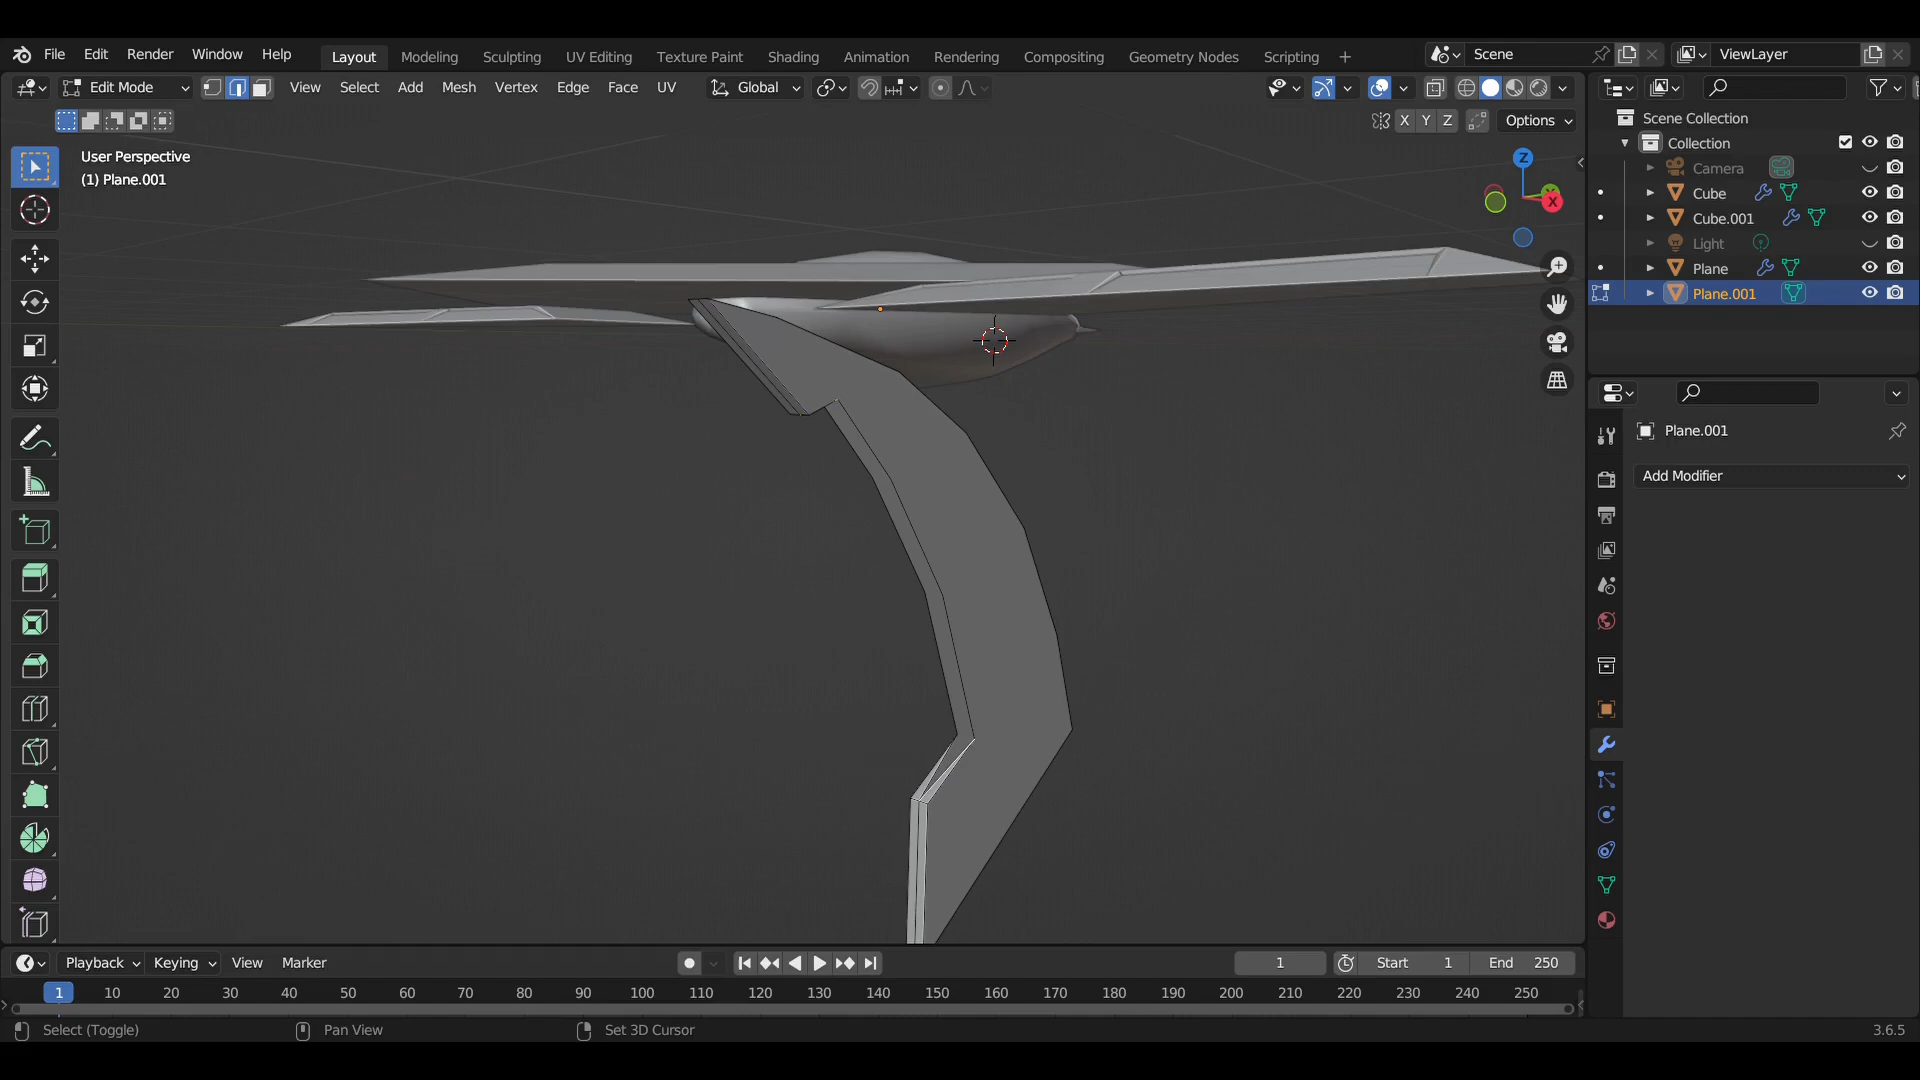 File Edit Render Window Help Layout Modeling Sculpting UV Editing Texture Paint Shading Animation Rendering Compositing Geometry Nodes Scripting + Scene ViewLayer
Edit Mode View Select Add Mesh Vertex Edge Face UV Global
X Y Z Options
User Perspective
(1) Plane.001
Z
X
Scene Collection
Collection
Camera
Cube
Cube.001
Light
Plane
Plane.001
Plane.001
Add Modifier
Playback Keying View Marker 1 Start 1 End 250
1 10 20 30 40 50 60 70 80 90 100 110 120 130 140 150 160 170 180 190 200 210 220 230 240 250
Select (Toggle) Pan View Set 3D Cursor 3.6.5